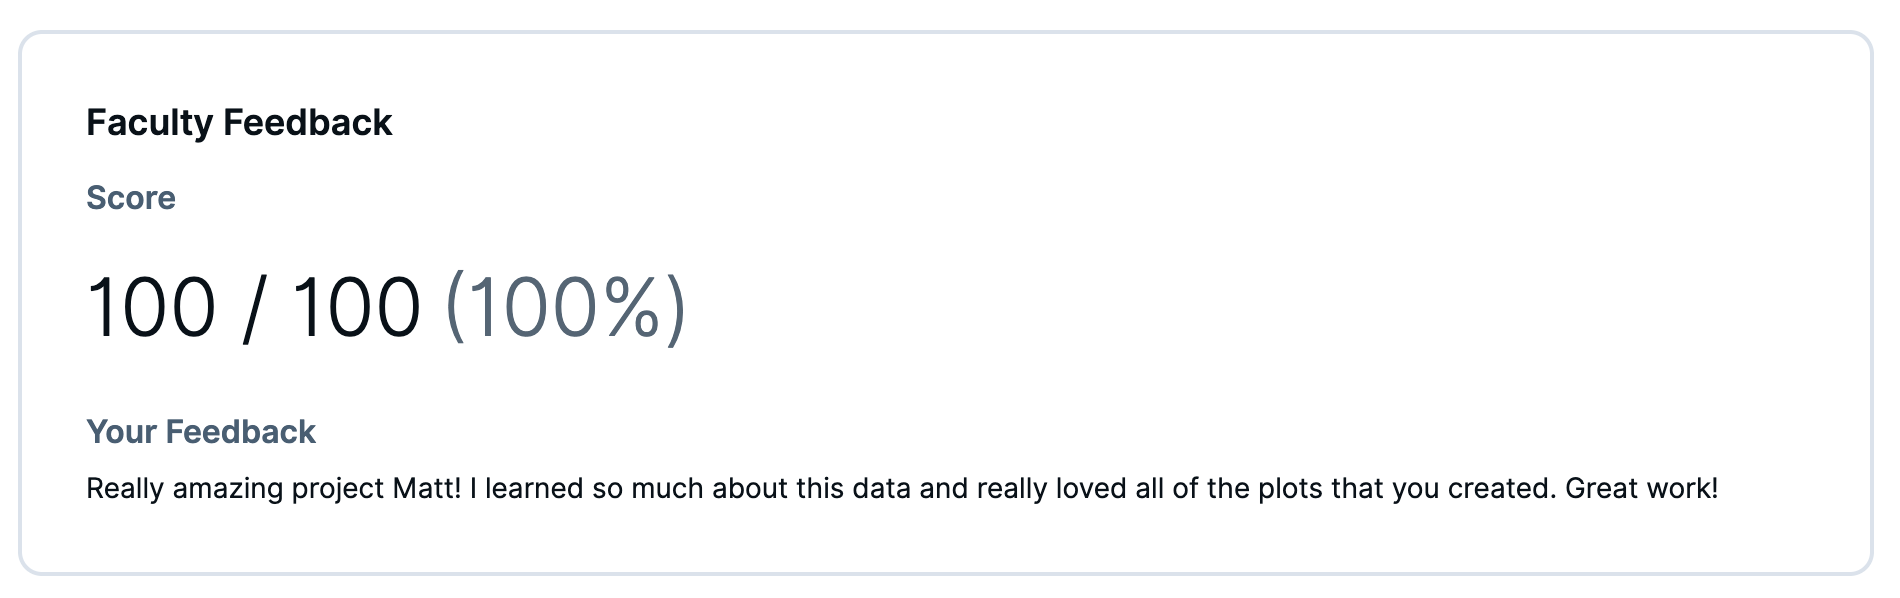 Faculty Feedback
Score
100 / 100 (100%)
Your Feedback
Really amazing project Matt! I learned so much about this data and really loved all of the plots that you created. Great work!